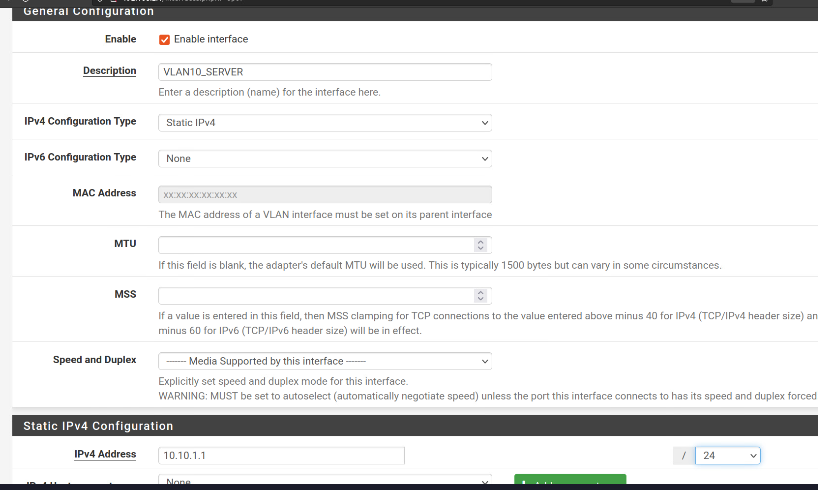 General Configuration
Enable
Enable interface
Description
VLAN10_SERVER
Enter a description (name) for the interface here.
IPv4 Configuration Type
Static IPv4
IPv6 Configuration Type
None
MAC Address
xx:xx:xx:xx:xx:xx
The MAC address of a VLAN interface must be set on its parent interface
MTU
If this field is blank, the adapter's default MTU will be used. This is typically 1500 bytes but can vary in some circumstances.
MSS
If a value is entered in this field, then MSS clamping for TCP connections to the value entered above minus 40 for IPv4 (TCP/IPv4 header size) an
minus 60 for IPv6 (TCP/IPv6 header size) will be in effect.
Speed and Duplex
------- Media Supported by this interface -------
Explicitly set speed and duplex mode for this interface.
WARNING: MUST be set to autoselect (automatically negotiate speed) unless the port this interface connects to has its speed and duplex forced
Static IPv4 Configuration
IPv4 Address
10.10.1.1
/ 24
None